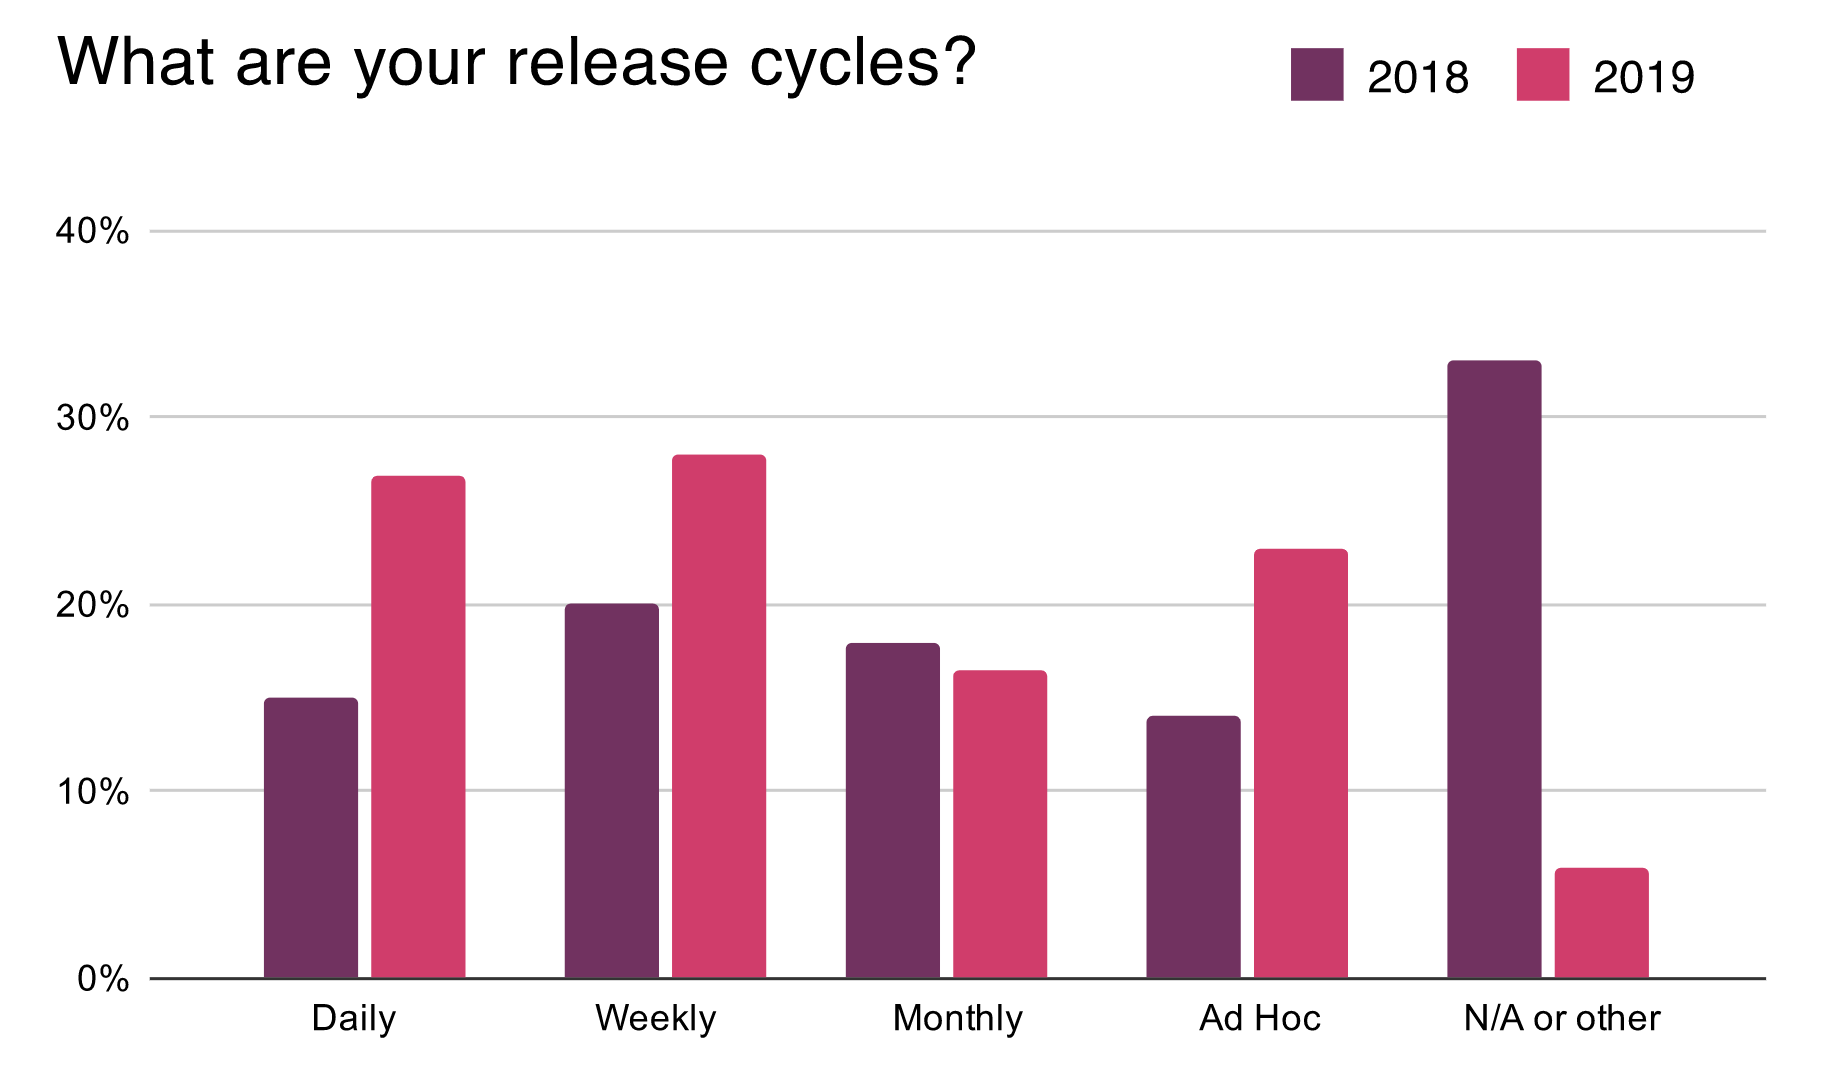 What are your release cycles?
2018
2019
40%
30%
20%
10%
0%
Daily
Weekly
Monthly
Ad Hoc
N/A or other